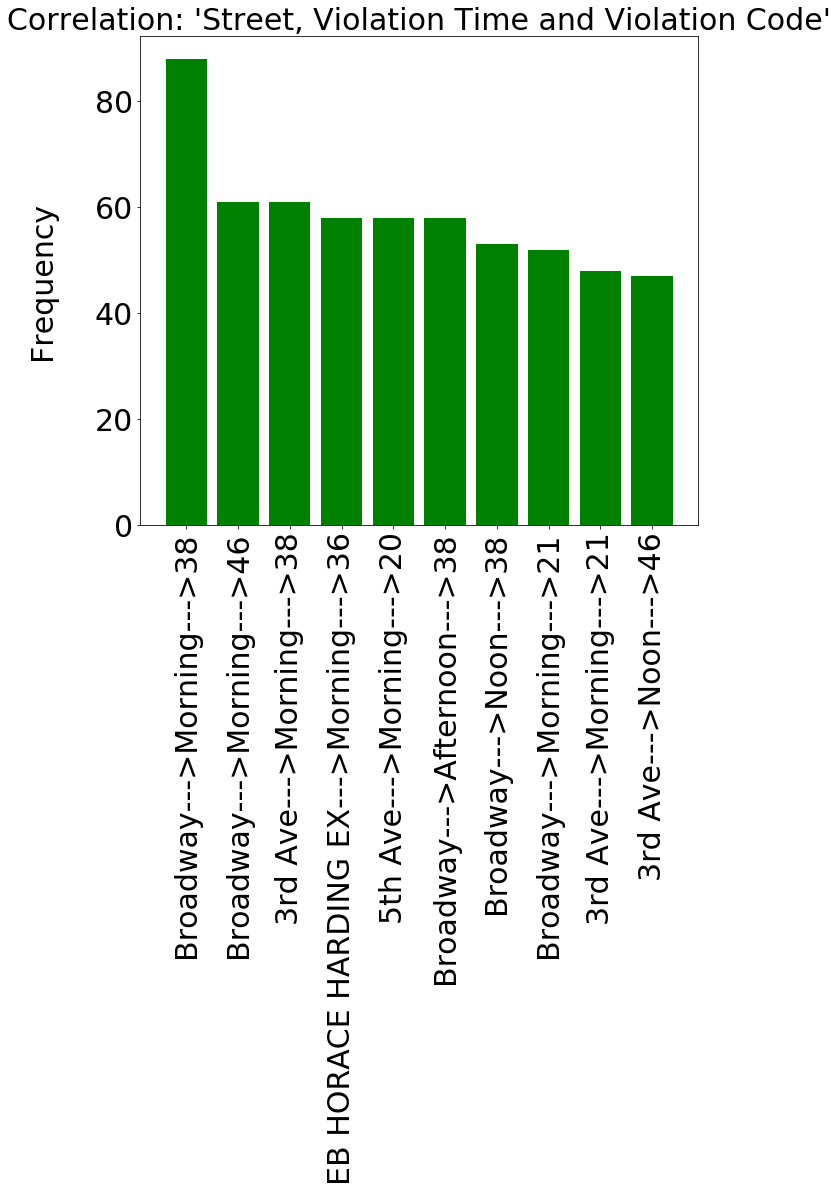 Correlation: 'Street, Violation Time and Violation Code'
Frequency
80
60
40
20
0
Broadway--->Morning---->38
Broadway--->Morning---->46
3rd Ave--->Morning---->38
EB HORACE HARDING EX--->Morning---->36
5th Ave--->Morning---->20
Broadway--->Afternoon---->38
Broadway--->Noon---->38
Broadway--->Morning---->21
3rd Ave--->Morning---->21
3rd Ave--->Noon---->46